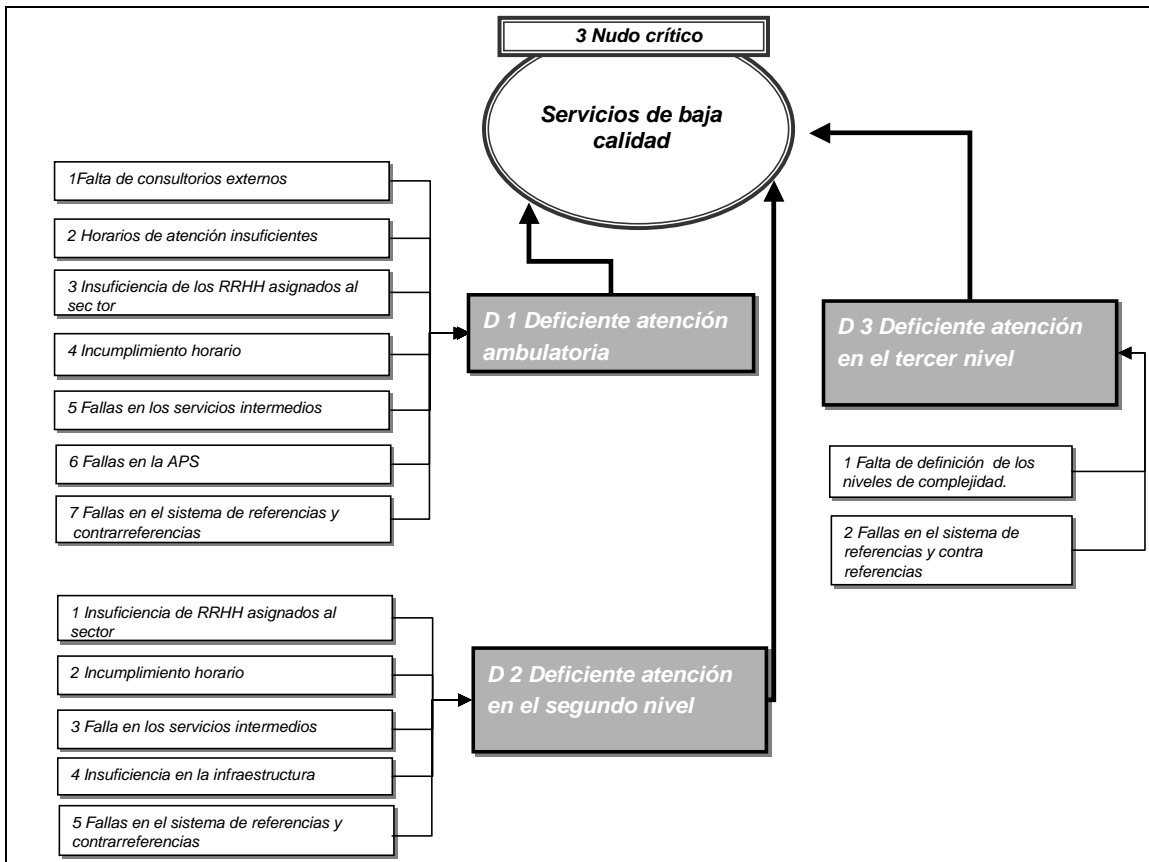 3 Nudo crítico
Servicios de baja
calidad
1Falta de consultorios externos
2 Horarios de atención insuficientes
3 Insuficiencia de los RRHH asignados al
sec tor
4 Incumplimiento horario
5 Fallas en los servicios intermedios
6 Fallas en la APS
7 Fallas en el sistema de referencias y
contrarreferencias
D 1 Deficiente atención
ambulatoria
D 3 Deficiente atención
en el tercer nivel
1 Falta de definición de los
niveles de complejidad.
2 Fallas en el sistema de
referencias y contra
referencias
1 Insuficiencia de RRHH asignados al
sector
2 Incumplimiento horario
3 Falla en los servicios intermedios
4 Insuficiencia en la infraestructura
5 Fallas en el sistema de referencias y
contrarreferencias
D 2 Deficiente atención
en el segundo nivel